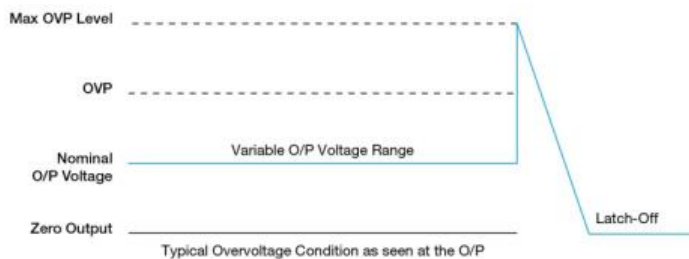 Max OVP Level
OVP
Variable O/P Voltage Range
Nominal
O/P Voltage
Latch-Off
Zero Output
Typical Overvoltage Condition as seen at the O/P